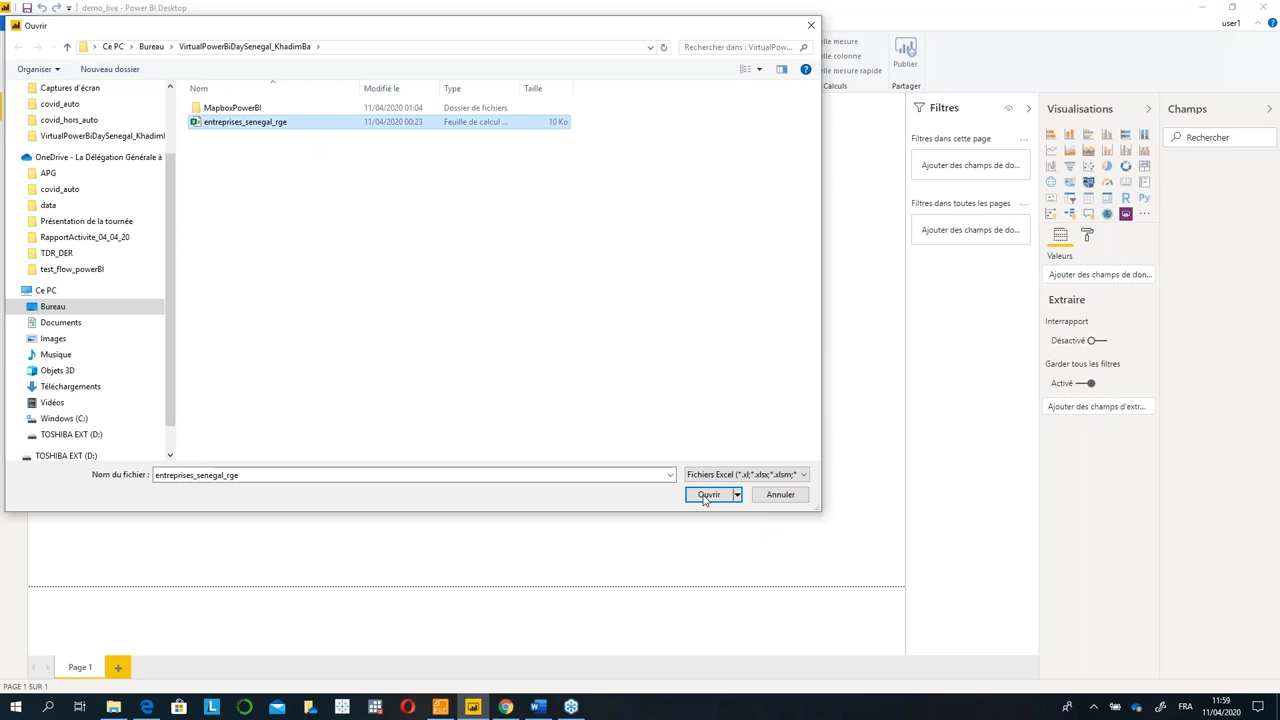 demo_live - Power BI Desktop
user1
Ouvrir
Ce PC > Bureau > VirtualPowerBiDaySenegal_KhadimBa >
Rechercher dans : VirtualPow...
Organiser
Nouveau dossier
Captures d'écran
covid_auto
covid_hors_auto
VirtualPowerBiDaySenegal_Khadiml
OneDrive - La Délégation Générale à
APG
covid_auto
data
Présentation de la tournée
RapportActivite_04_04_20
TDR_DER
test_flow_powerBI
Ce PC
Bureau
Documents
Images
Musique
Objets 3D
Téléchargements
Vidéos
Windows (C:)
TOSHIBA EXT (D:)
TOSHIBA EXT (D:)
Nom
Modifié le
Type
Taille
MapboxPowerBI
11/04/2020 01:04
Dossier de fichiers
entreprises_senegal_rge
11/04/2020 00:23
Feuille de calcul ...
10 Ko
Nom du fichier :
entreprises_senegal_rge
Fichiers Excel (*.xl;*.xlsx;*.xlsm;*
Ouvrir
Annuler
elle mesure
elle colonne
elle mesure rapide
Calculs
Publier
Partager
Filtres
Filtres dans cette page
...
Ajouter des champs de do...
Filtres dans toutes les pages
...
Ajouter des champs de do...
Visualisations
R
Py
...
Valeurs
Ajouter des champs de don...
Extraire
Interrapport
Désactivé
Garder tous les filtres
Activé
Ajouter des champs d'extr...
Champs
Rechercher
Page 1
PAGE 1 SUR 1
FRA
11:59
11/04/2020